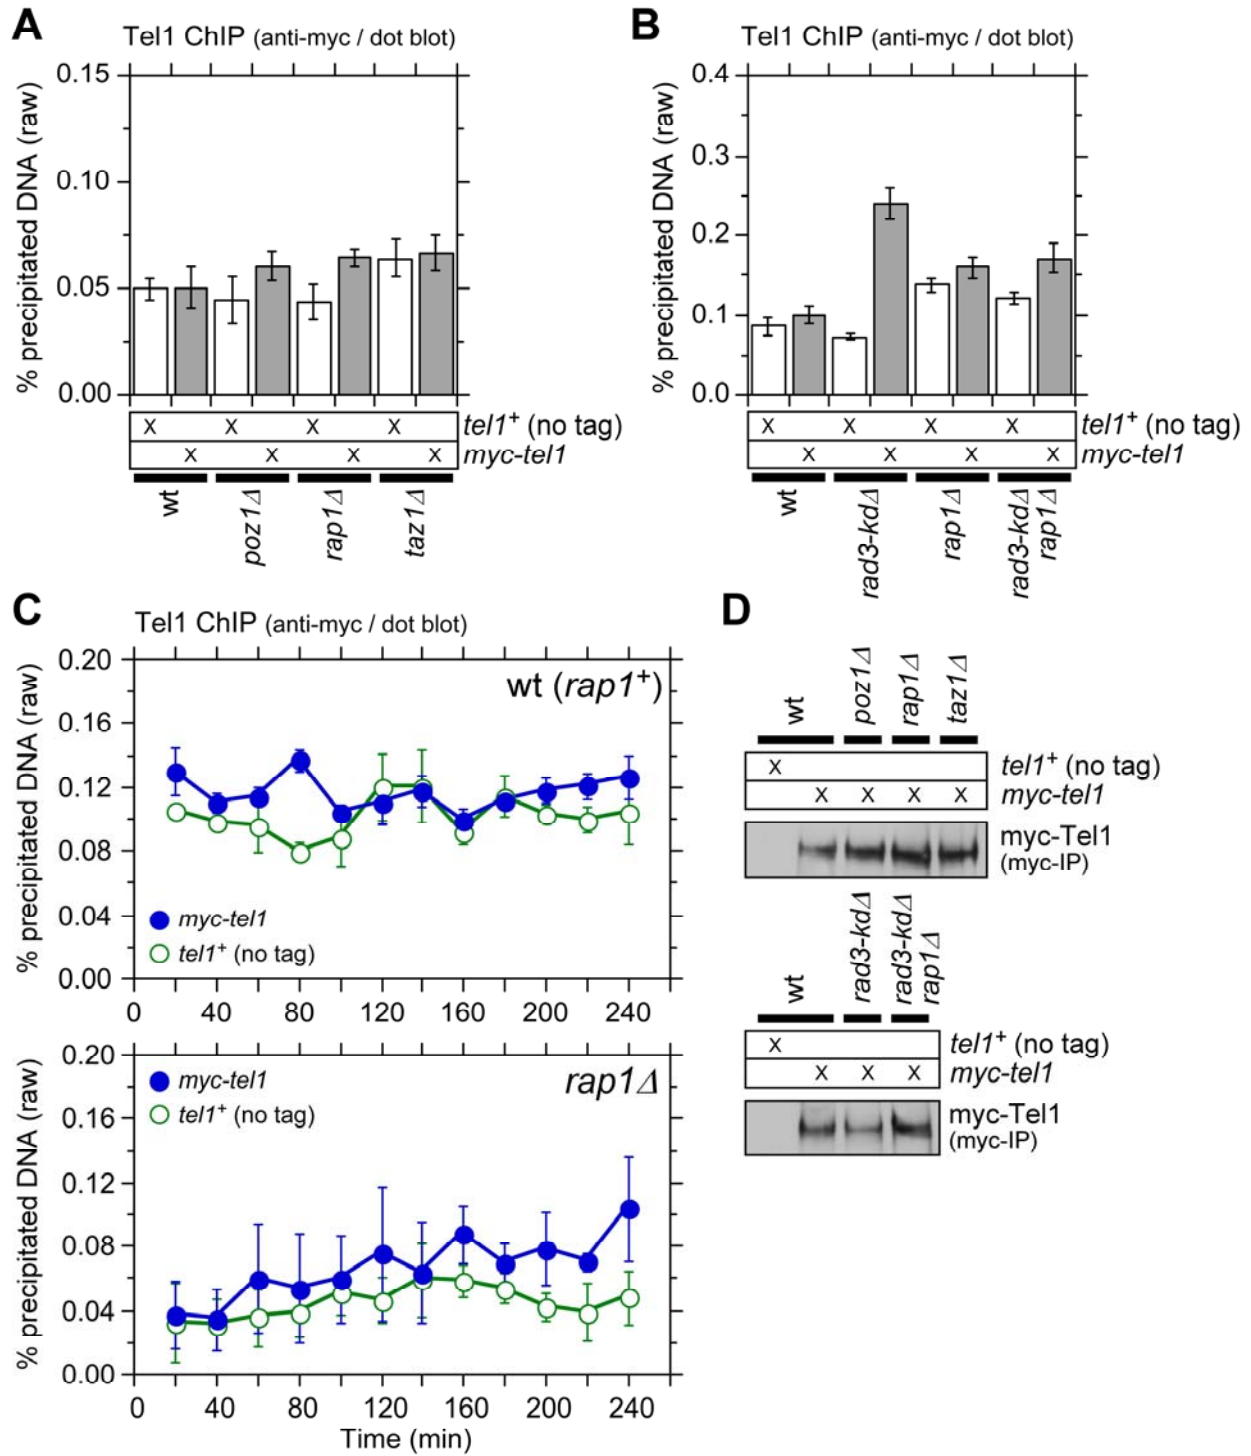 A
Tel1 ChIP (anti-myc / dot blot)
% precipitated DNA (raw)
0.15
0.10
0.05
0.00
X X X X tel1+ (no tag)
X X X X myc-tel1
wt poz1Δ rap1Δ taz1Δ
B
Tel1 ChIP (anti-myc / dot blot)
% precipitated DNA (raw)
0.4
0.3
0.2
0.1
0.0
X X X X tel1+ (no tag)
X X X X myc-tel1
wt rad3-kdΔ rap1Δ rad3-kdΔ rap1Δ
C
Tel1 ChIP (anti-myc / dot blot)
% precipitated DNA (raw)
wt (rap1+)
0.20
0.16
0.12
0.08
0.04
0.00
myc-tel1
tel1+ (no tag)
0 40 80 120 160 200 240
% precipitated DNA (raw)
rap1Δ
0.20
0.16
0.12
0.08
0.04
0.00
myc-tel1
tel1+ (no tag)
0 40 80 120 160 200 240
Time (min)
D
wt poz1Δ rap1Δ taz1Δ
X tel1+ (no tag)
X X X X myc-tel1
myc-Tel1
(myc-IP)
wt rad3-kdΔ rad3-kdΔ rap1Δ
X tel1+ (no tag)
X X X myc-tel1
myc-Tel1
(myc-IP)